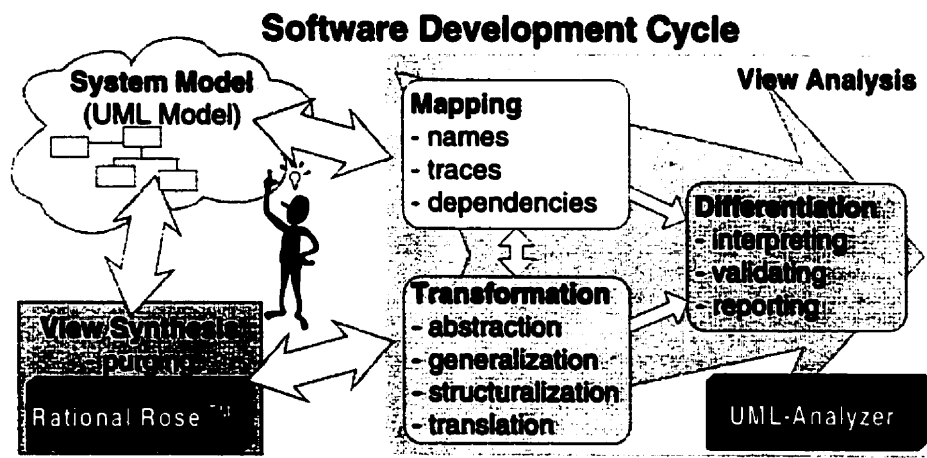 Software Development Cycle
System Model
(UML Model)
View Analysis
Mapping
- names
- traces
- dependencies
Differentiation
- interpreting
- validating
- reporting
Transformation
- abstraction
- generalization
- structuralization
- translation
View Synthesis
Rational Rose™
UML-Analyzer